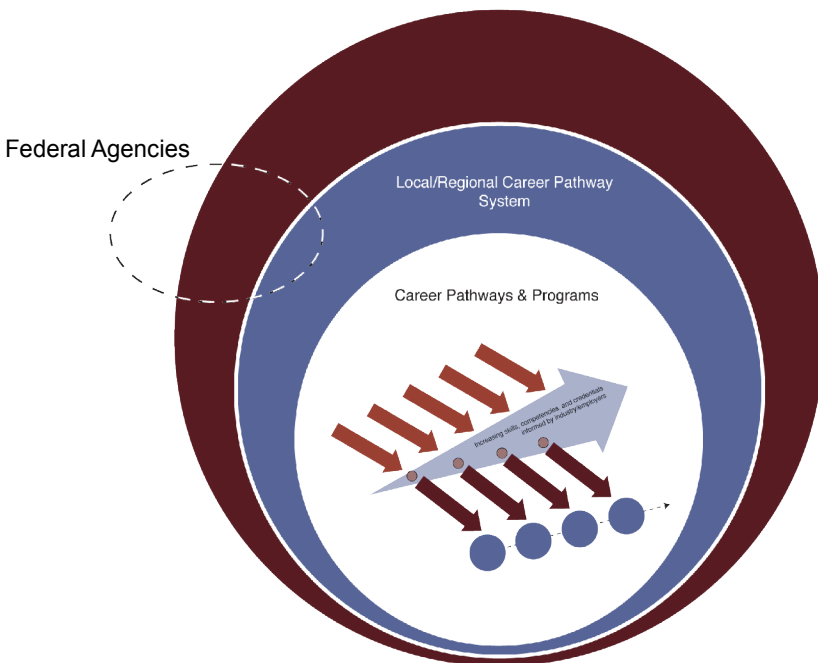 Federal Agencies
Local/Regional Career Pathway
System
Career Pathways & Programs
Increasing skills, competencies, and credentials
informed by industry/employers